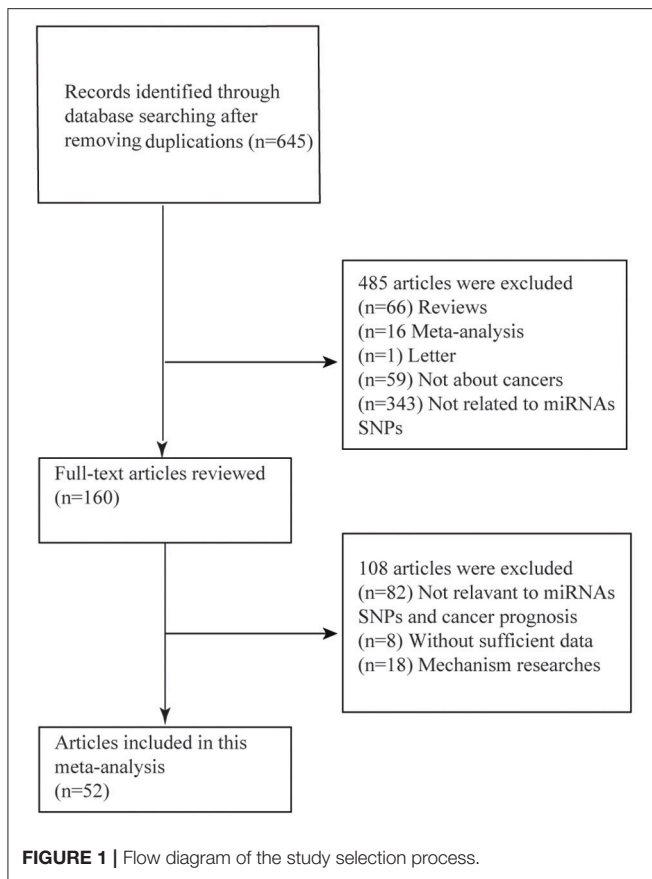 Records identified through
database searching after
removing duplications (n=645)
485 articles were excluded
(n=66) Reviews
(n=16) Meta-analysis
(n=1) Letter
(n=59) Not about cancers
(n=343) Not related to miRNAs
SNPs
Full-text articles reviewed
(n=160)
108 articles were excluded
(n=82) Not relavant to miRNAs
SNPs and cancer prognosis
(n=8) Without sufficient data
(n=18) Mechanism researches
Articles included in this
meta-analysis
(n=52)
FIGURE 1 | Flow diagram of the study selection process.